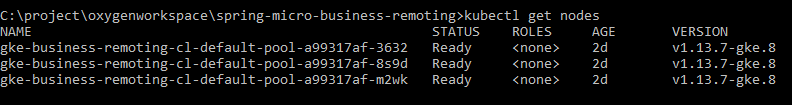 C:\project\oxygenworkspace\spring-micro-business-remoting>kubectl get nodes
NAME STATUS ROLES AGE VERSION
gke-business-remoting-cl-default-pool-a99317af-3632 Ready <none> 2d v1.13.7-gke.8
gke-business-remoting-cl-default-pool-a99317af-8s9d Ready <none> 2d v1.13.7-gke.8
gke-business-remoting-cl-default-pool-a99317af-m2wk Ready <none> 2d v1.13.7-gke.8